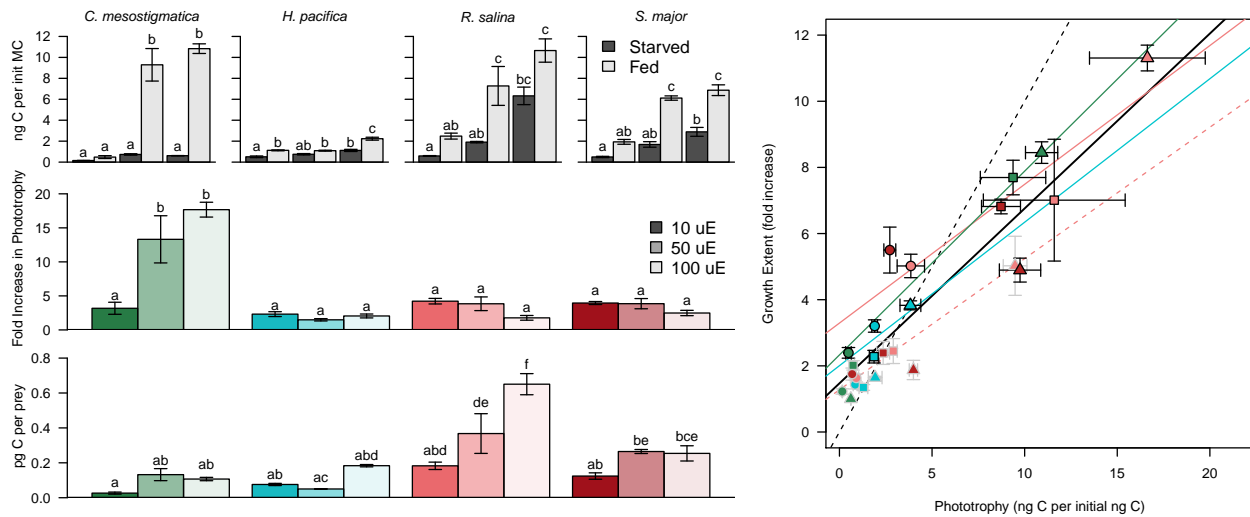 C. mesostigmatica H. pacifica R. salina S. major
ng C per init MC
12
10
8
6
4
2
0
a a a b a b
a b ab b b c
a ab ab c bc c
a ab ab c b c
Starved
Fed
Fold Increase in Phototrophy
20
15
10
5
0
a b b
a a a
a a a
a a a
10 uE
50 uE
100 uE
pg C per prey
0.8
0.6
0.4
0.2
0.0
a ab ab
ab ac abd
abd de f
ab be bce
Growth Extent (fold increase)
12
10
8
6
4
2
0
0 5 10 15 20
Phototrophy (ng C per initial ng C)